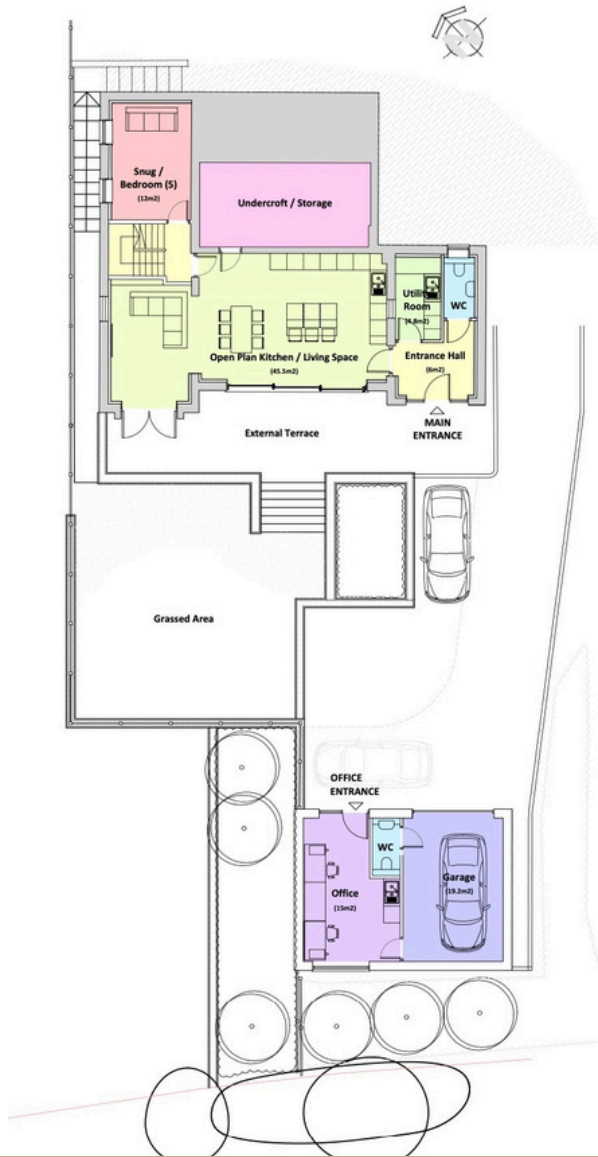 Snug /
Bedroom (5)
(12m2)
Undercroft / Storage
Utility
Room
(4.8m2)
WC
Open Plan Kitchen / Living Space
(45.5m2)
Entrance Hall
(6m2)
MAIN
ENTRANCE
External Terrace
Grassed Area
OFFICE
ENTRANCE
WC
Office
(15m2)
Garage
(19.2m2)